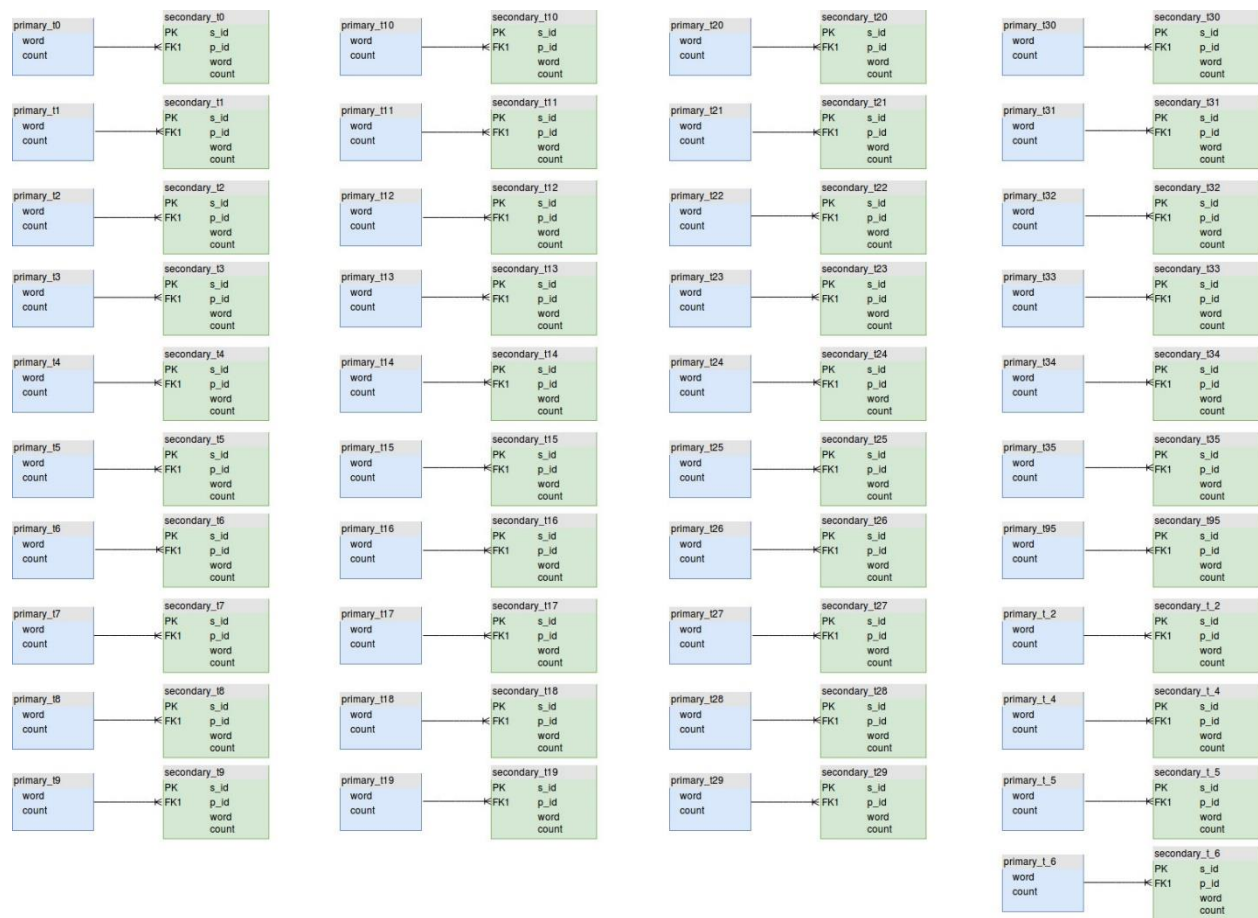 primary_t0 secondary_t0 primary_t10 secondary_t10 primary_t20 secondary_t20 primary_t30 secondary_t30
word PK s_id word PK s_id word PK s_id word PK s_id
count FK1 p_id count FK1 p_id count FK1 p_id count FK1 p_id
word word word word
count count count count
primary_t1 secondary_t1 primary_t11 secondary_t11 primary_t21 secondary_t21 primary_t31 secondary_t31
word PK s_id word PK s_id word PK s_id word PK s_id
count FK1 p_id count FK1 p_id count FK1 p_id count FK1 p_id
word word word word
count count count count
primary_t2 secondary_t2 primary_t12 secondary_t12 primary_t22 secondary_t22 primary_t32 secondary_t32
word PK s_id word PK s_id word PK s_id word PK s_id
count FK1 p_id count FK1 p_id count FK1 p_id count FK1 p_id
word word word word
count count count count
primary_t3 secondary_t3 primary_t13 secondary_t13 primary_t23 secondary_t23 primary_t33 secondary_t33
word PK s_id word PK s_id word PK s_id word PK s_id
count FK1 p_id count FK1 p_id count FK1 p_id count FK1 p_id
word word word word
count count count count
primary_t4 secondary_t4 primary_t14 secondary_t14 primary_t24 secondary_t24 primary_t34 secondary_t34
word PK s_id word PK s_id word PK s_id word PK s_id
count FK1 p_id count FK1 p_id count FK1 p_id count FK1 p_id
word word word word
count count count count
primary_t5 secondary_t5 primary_t15 secondary_t15 primary_t25 secondary_t25 primary_t35 secondary_t35
word PK s_id word PK s_id word PK s_id word PK s_id
count FK1 p_id count FK1 p_id count FK1 p_id count FK1 p_id
word word word word
count count count count
primary_t6 secondary_t6 primary_t16 secondary_t16 primary_t26 secondary_t26 primary_t95 secondary_t95
word PK s_id word PK s_id word PK s_id word PK s_id
count FK1 p_id count FK1 p_id count FK1 p_id count FK1 p_id
word word word word
count count count count
primary_t7 secondary_t7 primary_t17 secondary_t17 primary_t27 secondary_t27 primary_t_2 secondary_t_2
word PK s_id word PK s_id word PK s_id word PK s_id
count FK1 p_id count FK1 p_id count FK1 p_id count FK1 p_id
word word word word
count count count count
primary_t8 secondary_t8 primary_t18 secondary_t18 primary_t28 secondary_t28 primary_t_4 secondary_t_4
word PK s_id word PK s_id word PK s_id word PK s_id
count FK1 p_id count FK1 p_id count FK1 p_id count FK1 p_id
word word word word
count count count count
primary_t9 secondary_t9 primary_t19 secondary_t19 primary_t29 secondary_t29 primary_t_5 secondary_t_5
word PK s_id word PK s_id word PK s_id word PK s_id
count FK1 p_id count FK1 p_id count FK1 p_id count FK1 p_id
word word word word
count count count count
primary_t_6 secondary_t_6
word PK s_id
count FK1 p_id
word
count